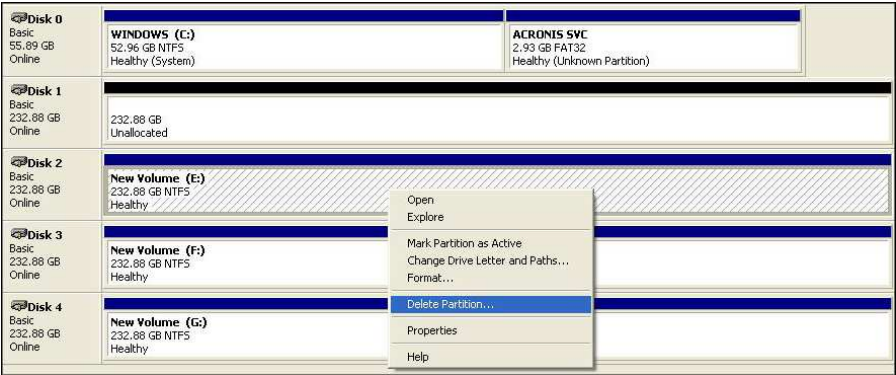 Disk 0
Basic
55.89 GB
Online
WINDOWS (C:)
52.96 GB NTFS
Healthy (System)
ACRONIS SVC
2.93 GB FAT32
Healthy (Unknown Partition)
Disk 1
Basic
232.88 GB
Online
232.88 GB
Unallocated
Disk 2
Basic
232.88 GB
Online
New Volume (E:)
232.88 GB NTFS
Healthy
Disk 3
Basic
232.88 GB
Online
New Volume (F:)
232.88 GB NTFS
Healthy
Disk 4
Basic
232.88 GB
Online
New Volume (G:)
232.88 GB NTFS
Healthy
Open
Explore
Mark Partition as Active
Change Drive Letter and Paths...
Format...
Delete Partition...
Properties
Help